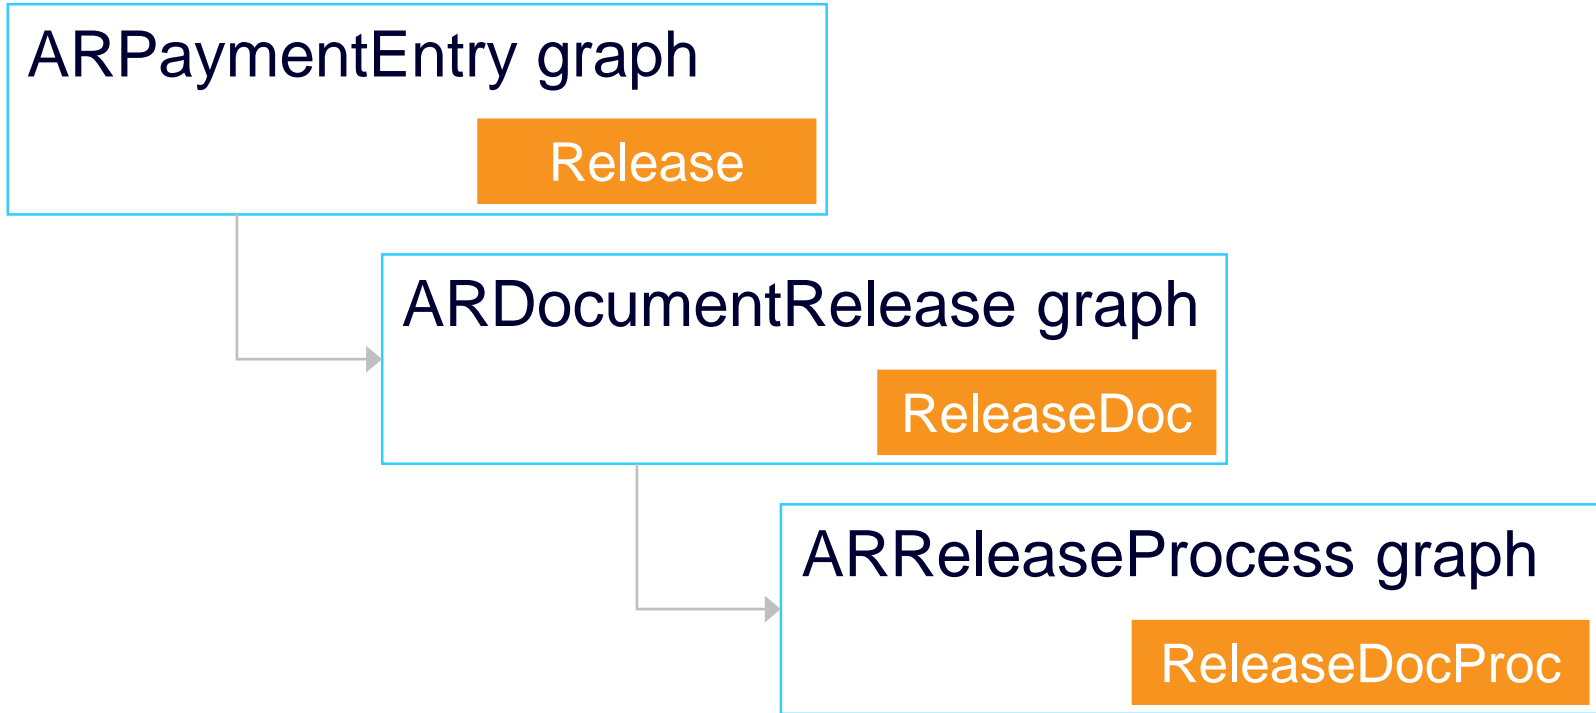 ARPaymentEntry graph
Release
ARDocumentRelease graph
ReleaseDoc
ARReleaseProcess graph
ReleaseDocProc